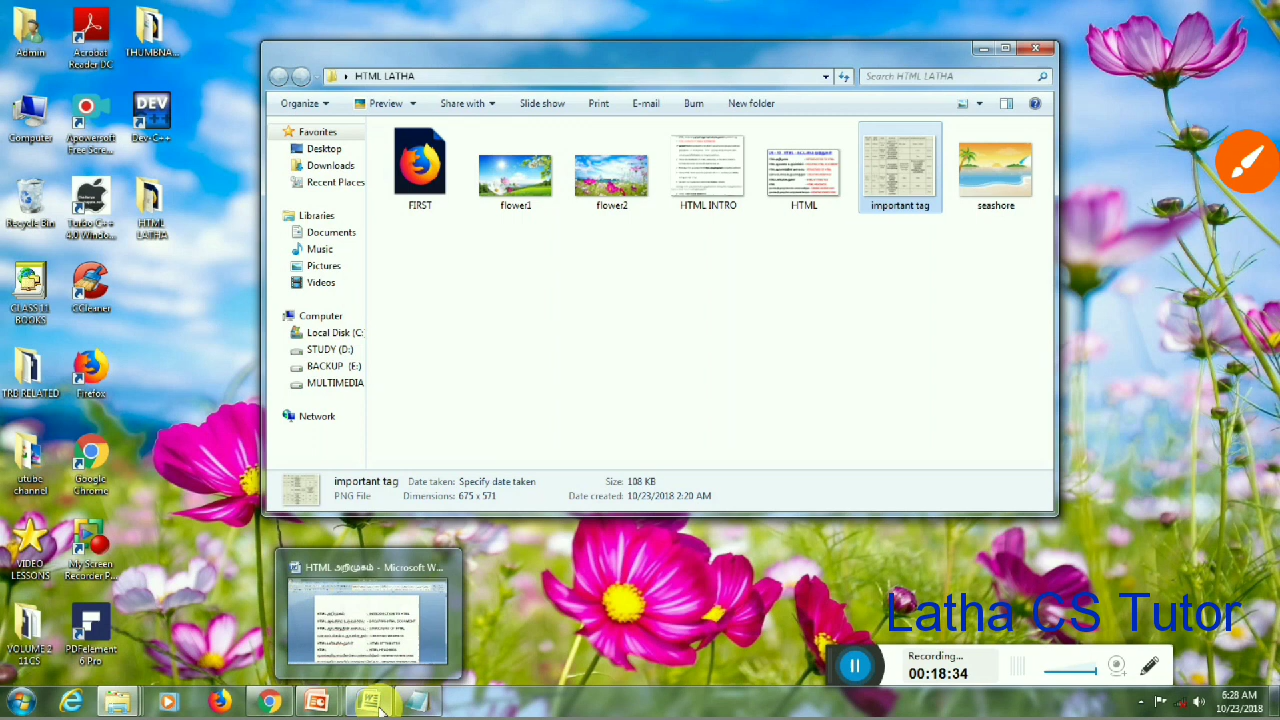 Admin
Acrobat
Reader DC
THUMBNA...
Computer
Apowersoft
Free Scre...
DEV
Dev-C++
Recycle Bin
Turbo C++
4.0 Windo...
HTML
LATHA
CLASS 11
BOOKS
CCleaner
TRB RELATED
Firefox
utube
channel
Google
Chrome
VIDEO
LESSONS
My Screen
Recorder P...
VOLUME 2
11CS
HTML LATHA
Search HTML LATHA
Organize
Preview
Share with
Slide show
Print
E-mail
Burn
New folder
Favorites
Desktop
Downloads
Recent Places
Libraries
Documents
Music
Pictures
Videos
Computer
Local Disk (C:
STUDY (D:)
BACKUP (E:)
MULTIMEDIA
Network
FIRST
flower1
flower2
HTML INTRO
HTML
important tag
seashore
important tag
Date taken: Specify date taken
Size: 108 KB
PNG File
Dimensions: 675 x 571
Date created: 10/23/2018 2:20 AM
HTML அறிமுகம் - Microsoft W...
Recording...
00:18:34
6:28 AM
10/23/2018